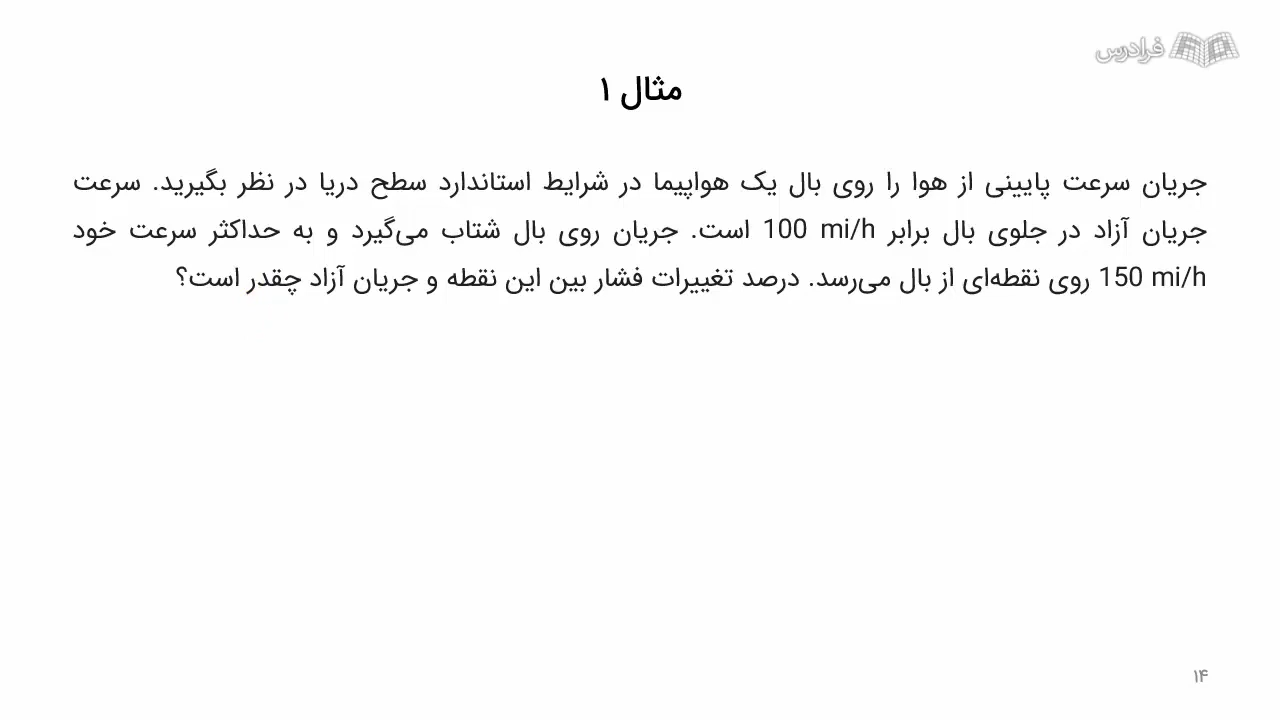 فرادرس
مثال ۱
جریان سرعت پایینی از هوا را روی بال یک هواپیما در شرایط استاندارد سطح دریا در نظر بگیرید. سرعت
جریان آزاد در جلوی بال برابر 100 mi/h است. جریان روی بال شتاب می‌گیرد و به حداکثر سرعت خود
150 mi/h روی نقطه‌ای از بال می‌رسد. درصد تغییرات فشار بین این نقطه و جریان آزاد چقدر است؟
۱۴